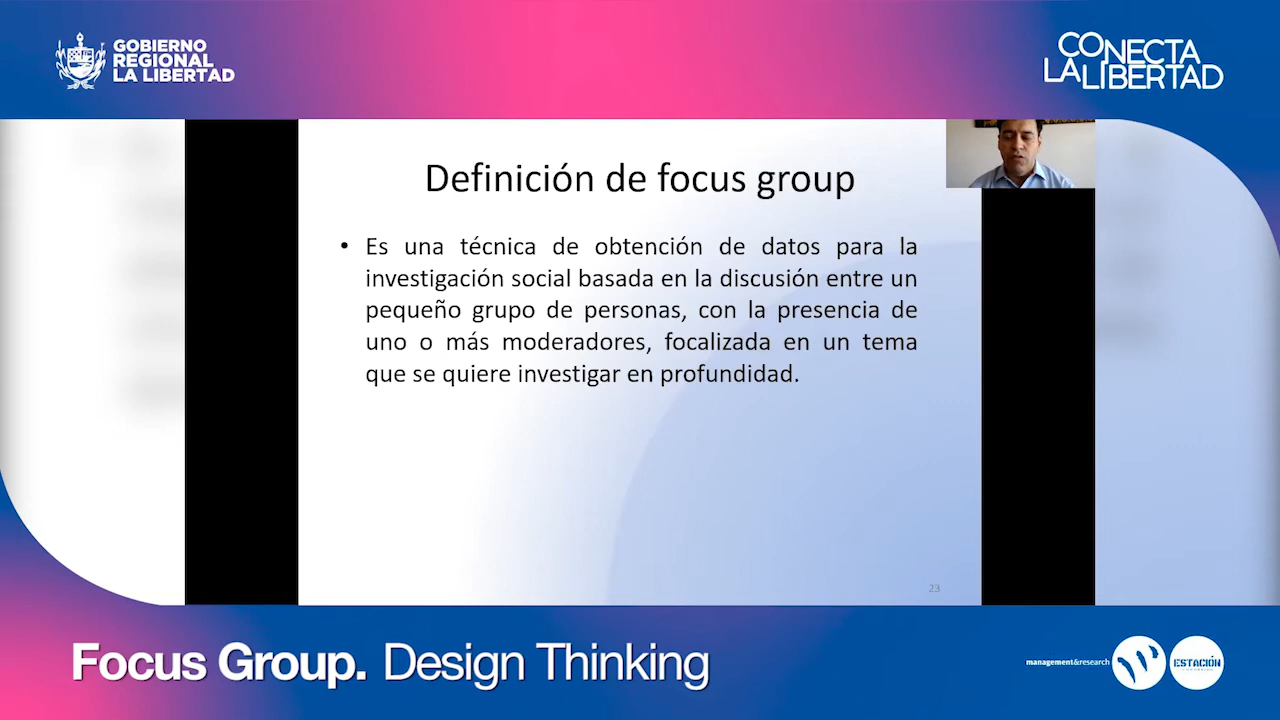 GOBIERNO
REGIONAL
LA LIBERTAD
CONECTA
LA LIBERTAD
Definición de focus group
• Es una técnica de obtención de datos para la
investigación social basada en la discusión entre un
pequeño grupo de personas, con la presencia de
uno o más moderadores, focalizada en un tema
que se quiere investigar en profundidad.
23
Focus Group. Design Thinking
management&research
ESTACIÓN